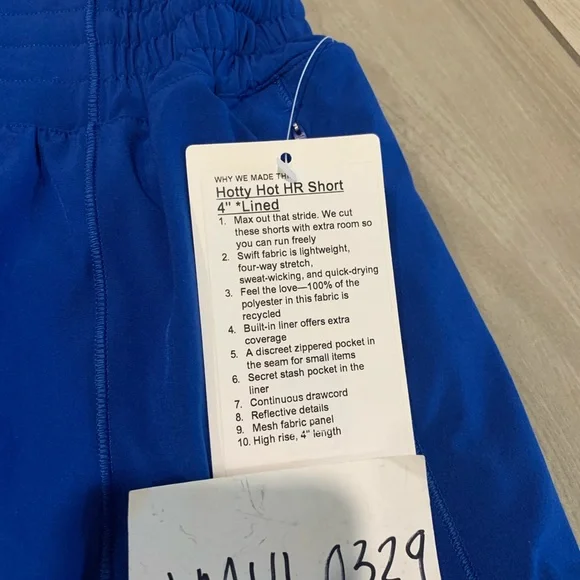 WHY WE MADE TH
Hotty Hot HR Short
4" *Lined
1. Max out that stride. We cut
these shorts with extra room so
you can run freely
2. Swift fabric is lightweight,
four-way stretch,
sweat-wicking, and quick-drying
3. Feel the love—100% of the
polyester in this fabric is
recycled
4. Built-in liner offers extra
coverage
5. A discreet zippered pocket in
the seam for small items
6. Secret stash pocket in the
liner
7. Continuous drawcord
8. Reflective details
9. Mesh fabric panel
10. High rise, 4" length
0329